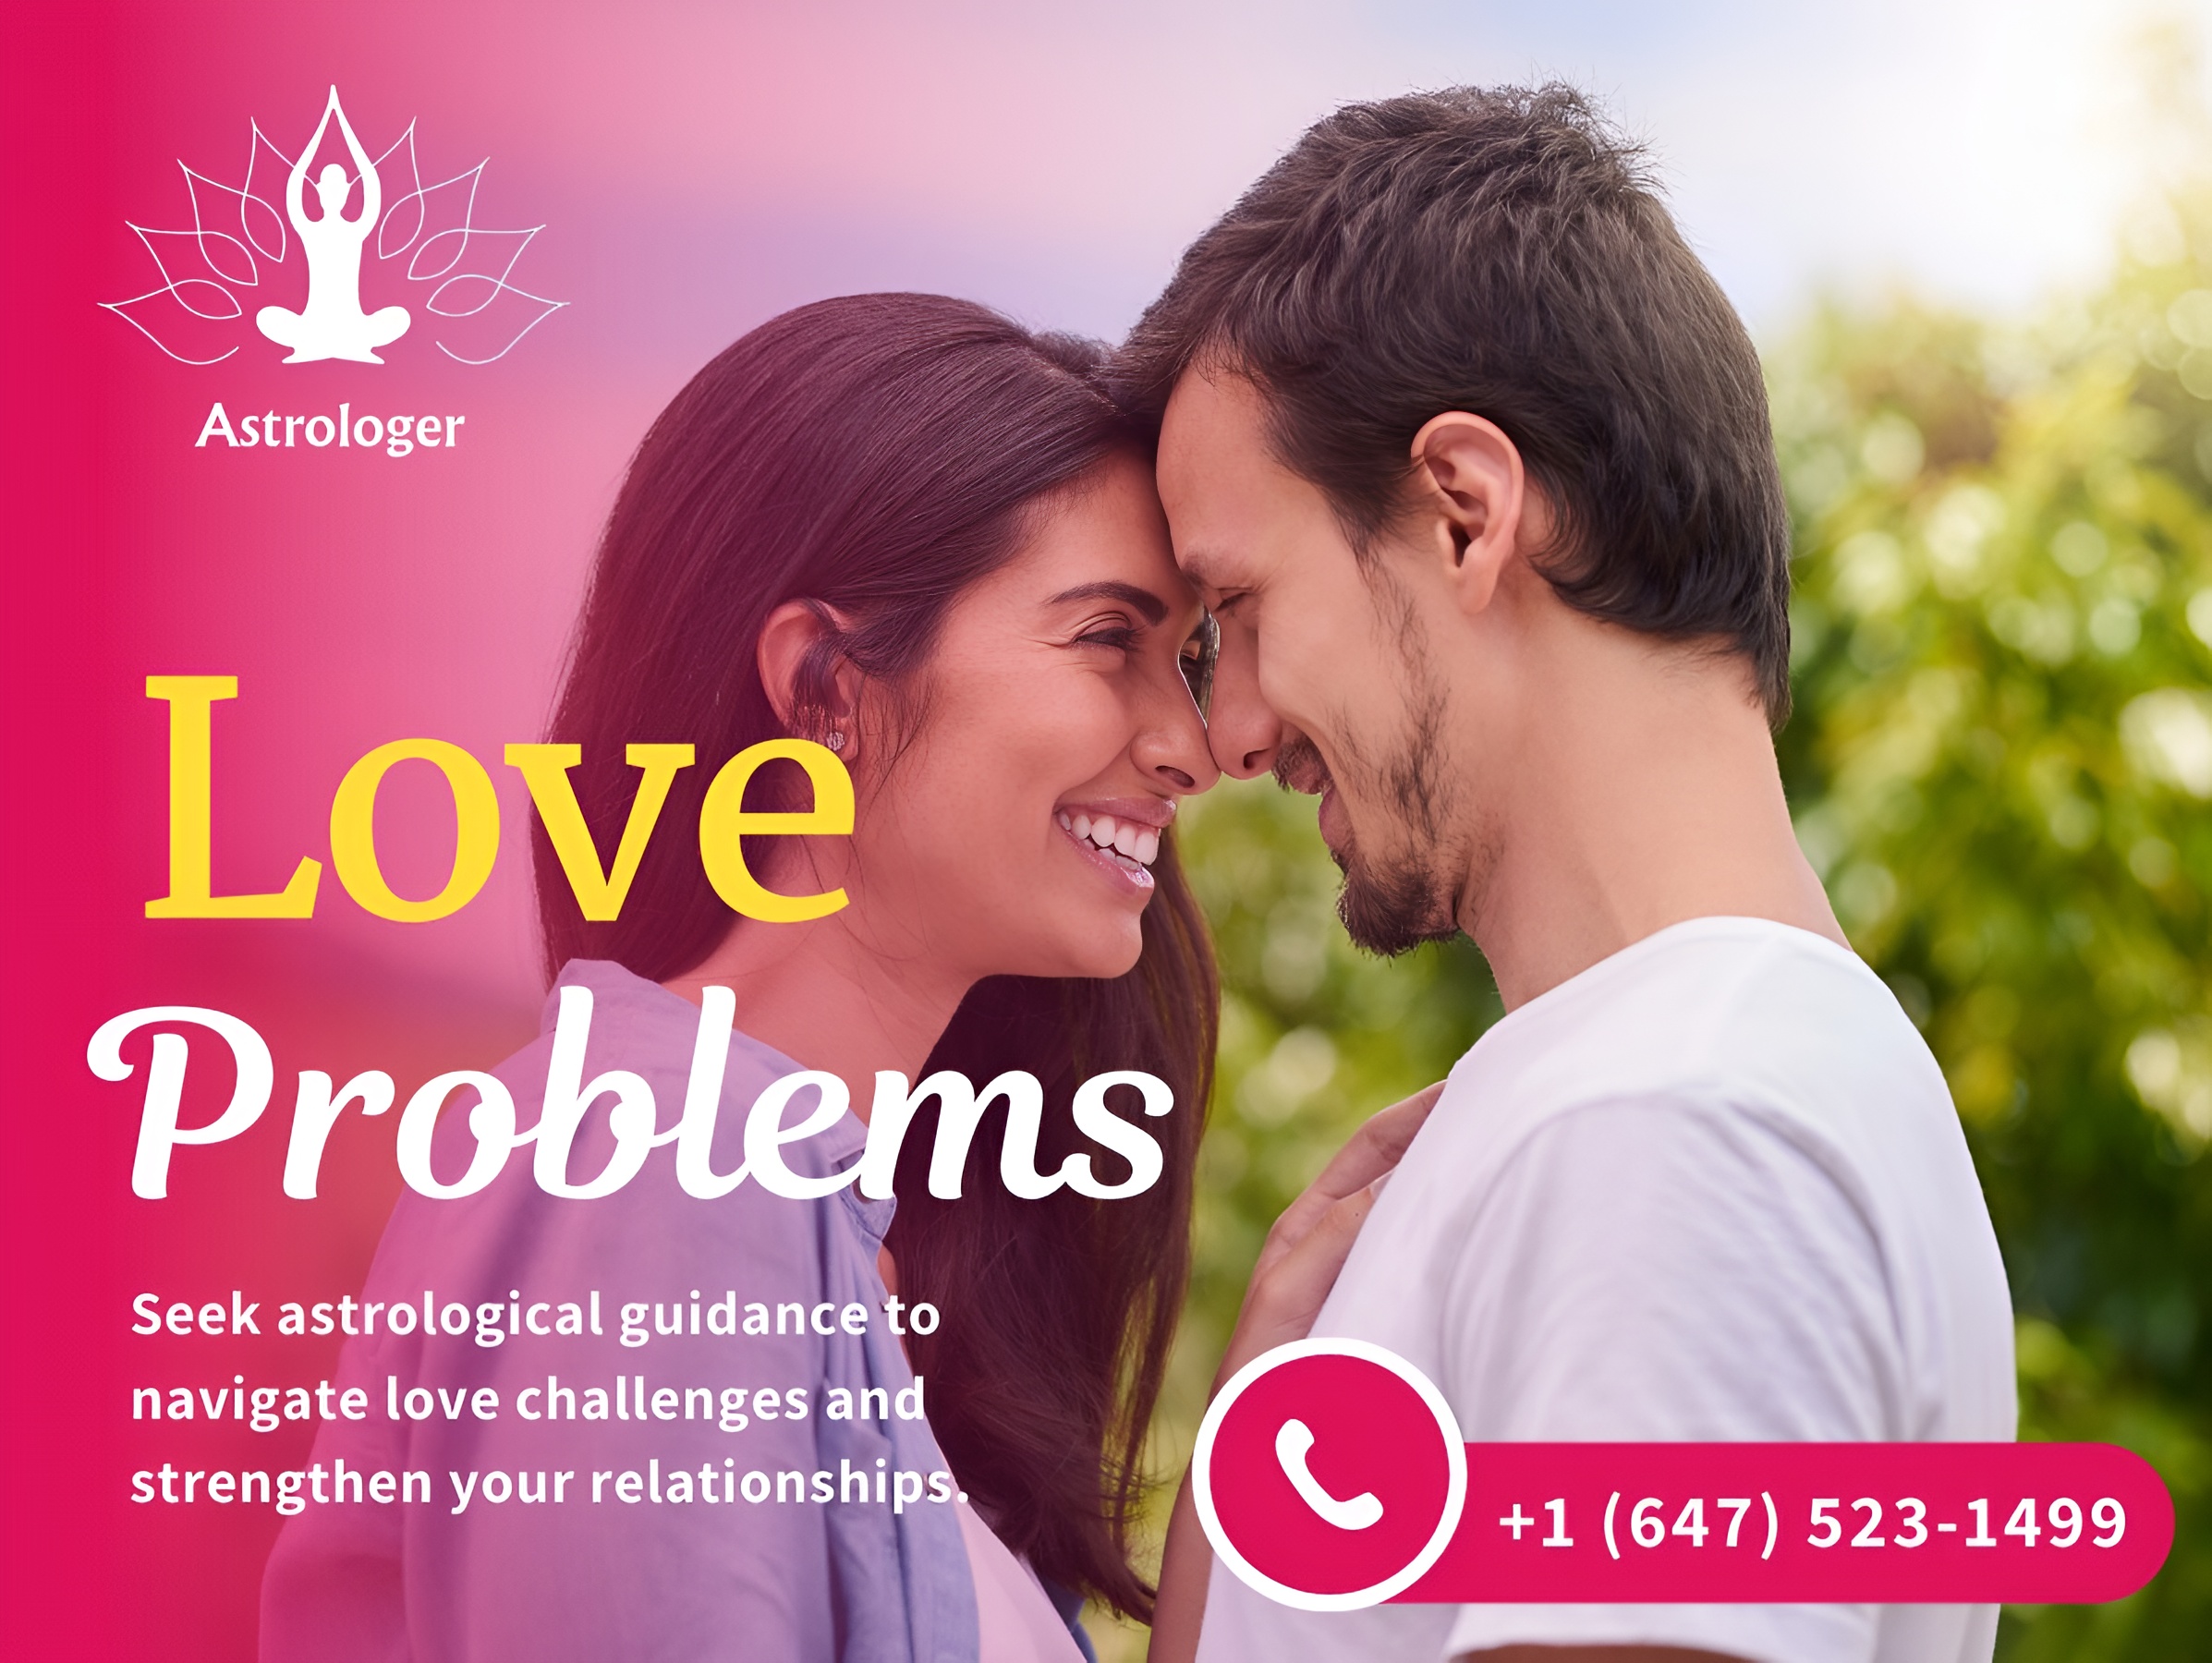 Astrologer
Love
Problems
Seek astrological guidance to
navigate love challenges and
strengthen your relationships.
+1 (647) 523-1499